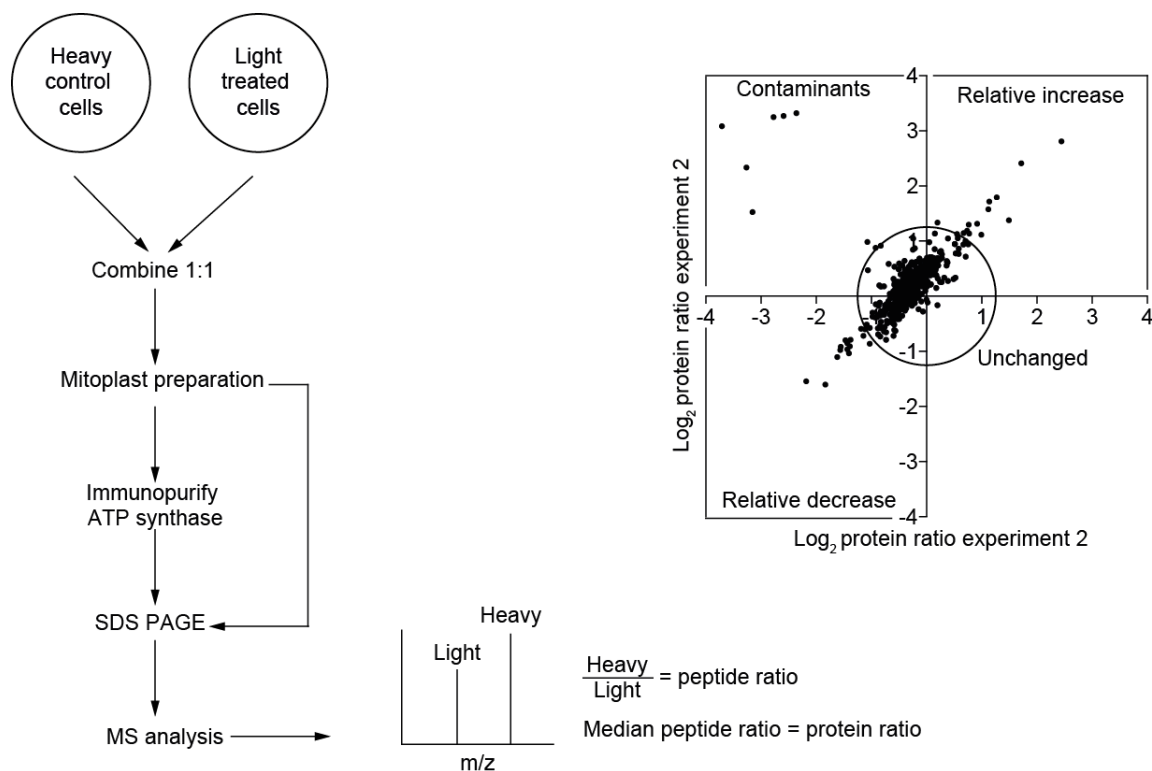 Heavy
control
cells
Light
treated
cells
Combine 1:1
Mitoplast preparation
Immunopurify
ATP synthase
SDS PAGE
MS analysis
Light
Heavy
m/z
Heavy
Light
= peptide ratio
Median peptide ratio = protein ratio
Contaminants
Relative increase
Relative decrease
Unchanged
4
3
2
1
-1
-2
-3
-4
-4
-3
-2
1
2
3
4
Log2 protein ratio experiment 2
Log2 protein ratio experiment 2